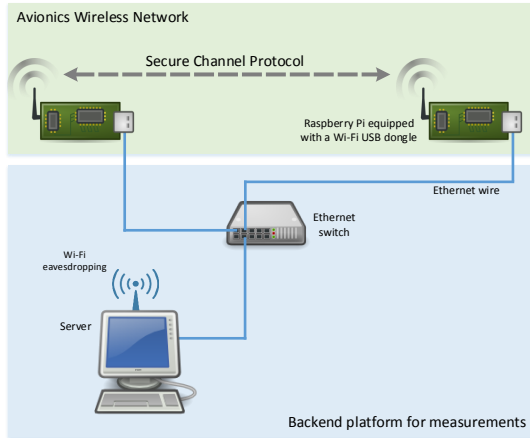 Avionics Wireless Network
Secure Channel Protocol
Raspberry Pi equipped
with a Wi-Fi USB dongle
Ethernet wire
Ethernet
switch
Wi-Fi
eavesdropping
Server
Backend platform for measurements